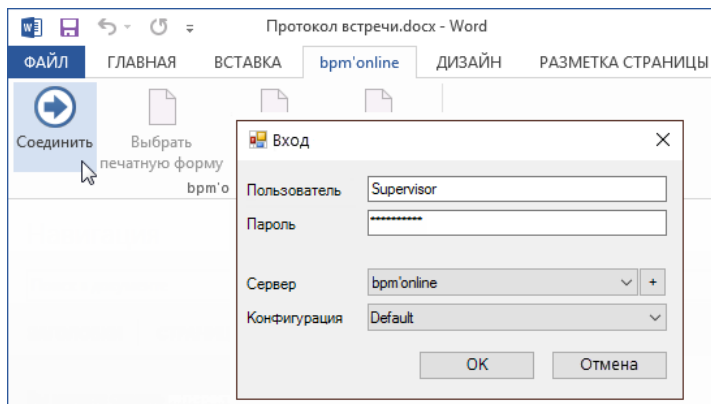 Протокол встречи.docx - Word
ФАЙЛ ГЛАВНАЯ ВСТАВКА bpm'online ДИЗАЙН РАЗМЕТКА СТРАНИЦЫ
Соединить
Выбрать
печатную форму
bpm'o
Вход
Пользователь Supervisor
Пароль **********
Сервер bpm'online +
Конфигурация Default
OK Отмена